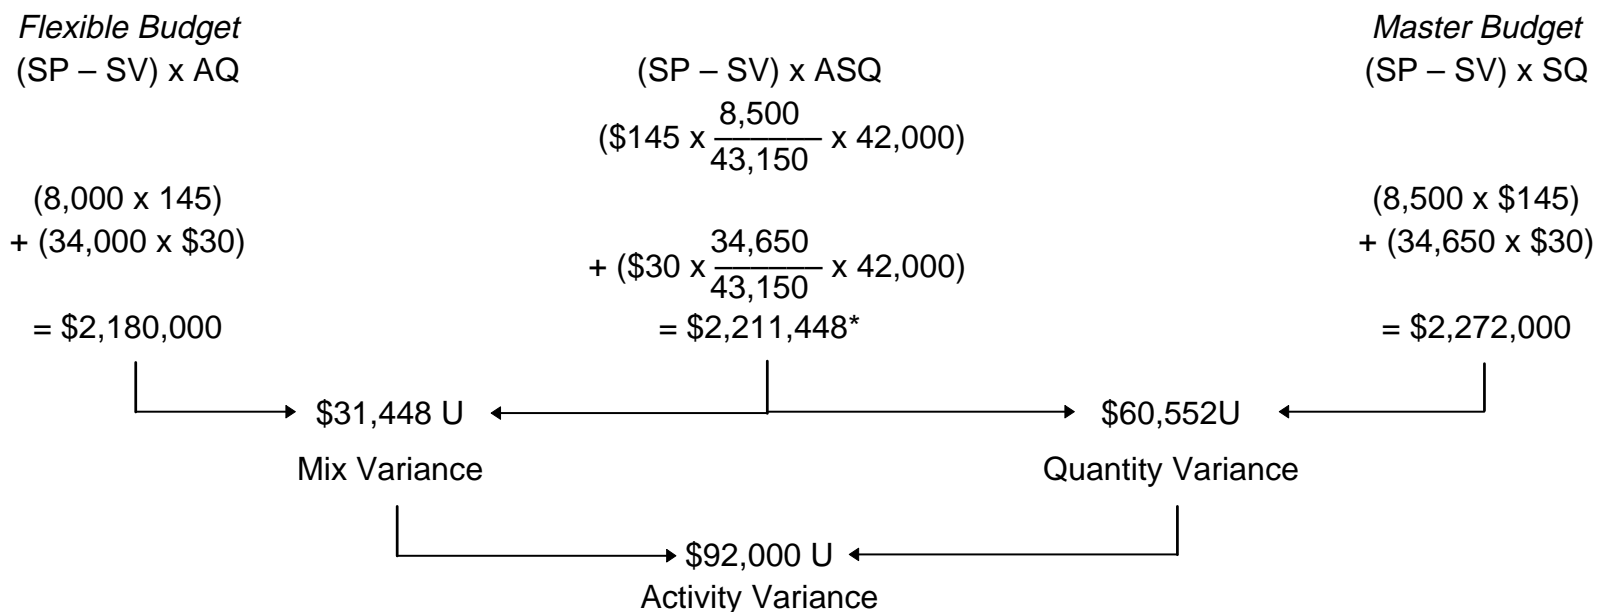 Flexible Budget
(SP – SV) x AQ
(8,000 x 145)
+ (34,000 x $30)
= $2,180,000
(SP – SV) x ASQ
($145 x 8,500/43,150 x 42,000)
+ ($30 x 34,650/43,150 x 42,000)
= $2,211,448*
Master Budget
(SP – SV) x SQ
(8,500 x $145)
+ (34,650 x $30)
= $2,272,000
$31,448 U
Mix Variance
$60,552U
Quantity Variance
$92,000 U
Activity Variance